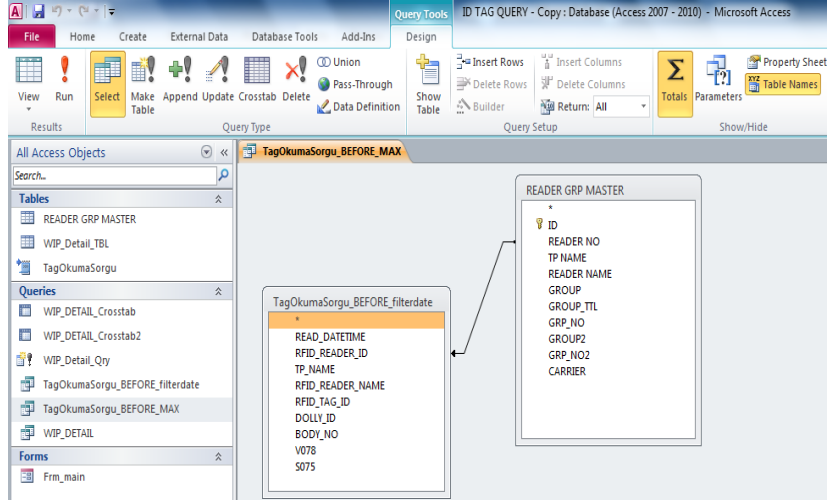 Query Tools ID TAG QUERY - Copy : Database (Access 2007 - 2010) - Microsoft Access
File Home Create External Data Database Tools Add-Ins Design
View Run Select Make Table Append Update Crosstab Delete
Union
Pass-Through
Data Definition
Show Table
Insert Rows
Delete Rows
Builder
Insert Columns
Delete Columns
Return: All
Totals Parameters
Property Sheet
Table Names
Results Query Type Query Setup Show/Hide
All Access Objects
Search...
Tables
READER GRP MASTER
WIP_Detail_TBL
TagOkumaSorgu
Queries
WIP_DETAIL_Crosstab
WIP_DETAIL_Crosstab2
WIP_Detail_Qry
TagOkumaSorgu_BEFORE_filterdate
TagOkumaSorgu_BEFORE_MAX
WIP_DETAIL
Forms
Frm_main
TagOkumaSorgu_BEFORE_MAX
TagOkumaSorgu_BEFORE_filterdate
*
READ_DATETIME
RFID_READER_ID
TP_NAME
RFID_READER_NAME
RFID_TAG_ID
DOLLY_ID
BODY_NO
V078
S075
READER GRP MASTER
*
ID
READER NO
TP NAME
READER NAME
GROUP
GROUP_TTL
GRP_NO
GROUP2
GRP_NO2
CARRIER